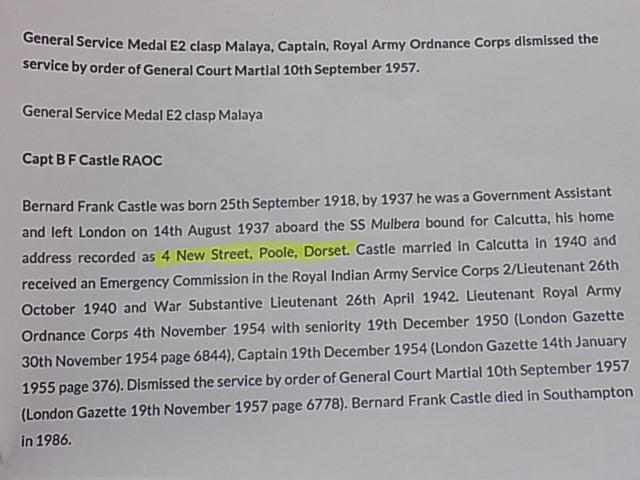 General Service Medal E2 clasp Malaya, Captain, Royal Army Ordnance Corps dismissed the
service by order of General Court Martial 10th September 1957.
General Service Medal E2 clasp Malaya
Capt B F Castle RAOC
Bernard Frank Castle was born 25th September 1918, by 1937 he was a Government Assistant
and left London on 14th August 1937 aboard the SS Mulbera bound for Calcutta, his home
address recorded as 4 New Street, Poole, Dorset. Castle married in Calcutta in 1940 and
received an Emergency Commission in the Royal Indian Army Service Corps 2/Lieutenant 26th
October 1940 and War Substantive Lieutenant 26th April 1942. Lieutenant Royal Army
Ordnance Corps 4th November 1954 with seniority 19th December 1950 (London Gazette
30th November 1954 page 6844), Captain 19th December 1954 (London Gazette 14th January
1955 page 376). Dismissed the service by order of General Court Martial 10th September 1957
(London Gazette 19th November 1957 page 6778). Bernard Frank Castle died in Southampton
in 1986.